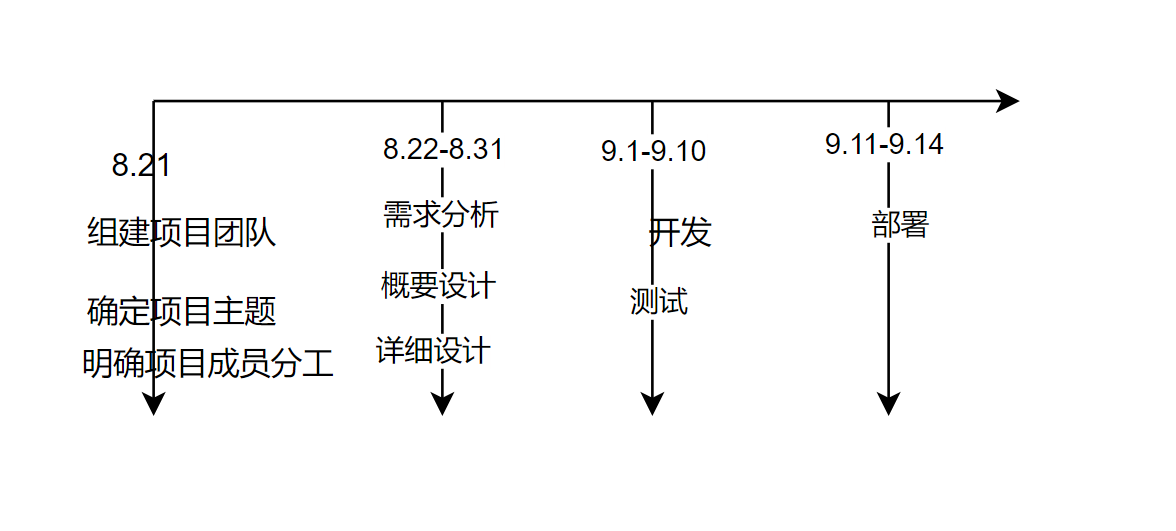 8.21
组建项目团队
确定项目主题
明确项目成员分工
8.22-8.31
需求分析
概要设计
详细设计
9.1-9.10
开发
测试
9.11-9.14
部署